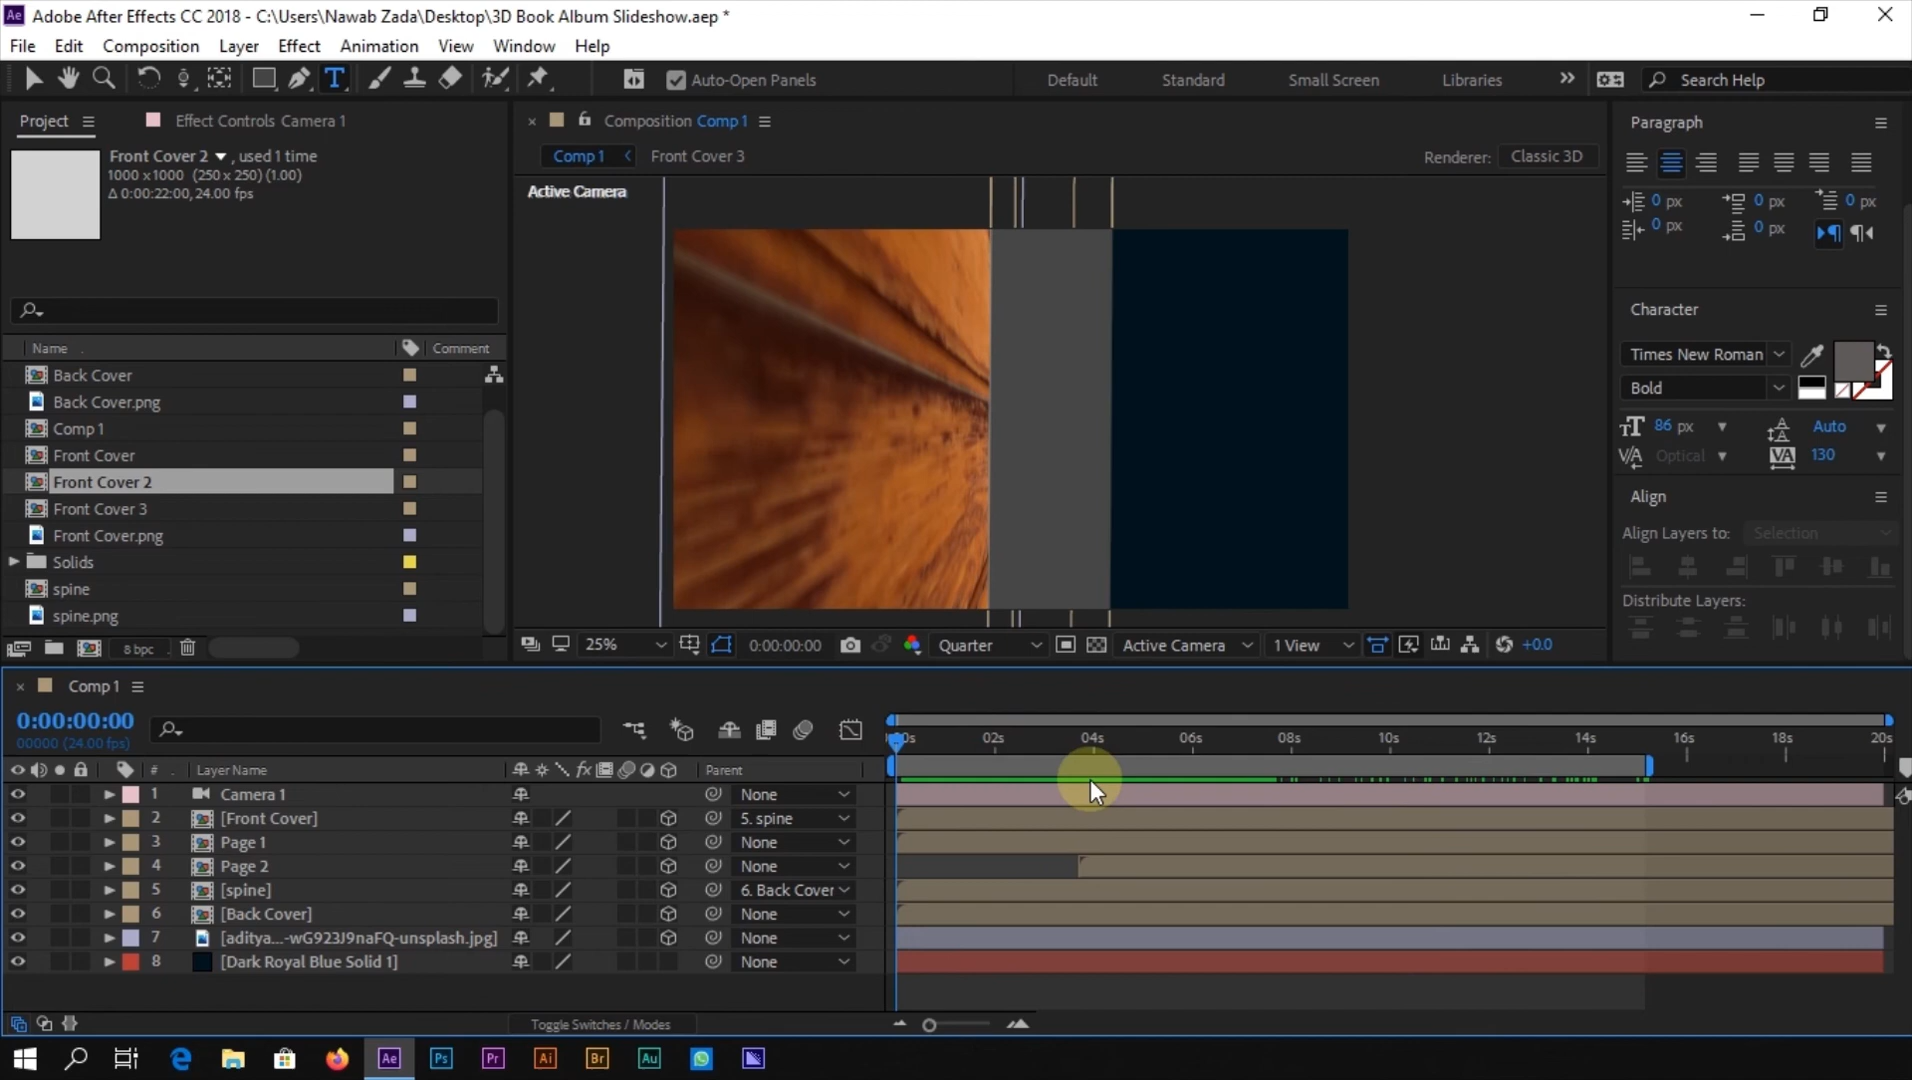 Adobe After Effects CC 2018 - C:\Users\Nawab Zada\Desktop\3D Book Album Slideshow.aep *
File Edit Composition Layer Effect Animation View Window Help
Auto-Open Panels
Default Standard Small Screen Libraries
Search Help
Project
Effect Controls Camera 1
Front Cover 2 , used 1 time
1000 x 1000 (250 x 250) (1.00)
Δ 0:00:22:00, 24.00 fps
Name Comment
Back Cover
Back Cover.png
Comp 1
Front Cover
Front Cover 2
Front Cover 3
Front Cover.png
Solids
spine
spine.png
8 bpc
Composition Comp 1
Comp 1 Front Cover 3
Renderer: Classic 3D
Active Camera
25% 0:00:00:00 Quarter Active Camera 1 View +0.0
Paragraph
0 px 0 px 0 px
0 px 0 px
Character
Times New Roman
Bold
86 px Auto
Optical 130
Align
Align Layers to: Selection
Distribute Layers:
Comp 1
0:00:00:00
00000 (24.00 fps)
# Layer Name Parent
1 Camera 1 None
2 [Front Cover] 5. spine
3 Page 1 None
4 Page 2 None
5 [spine] 6. Back Cover
6 [Back Cover] None
7 [aditya...-wG923J9naFQ-unsplash.jpg] None
8 [Dark Royal Blue Solid 1] None
02s 04s 06s 08s 10s 12s 14s 16s 18s 20s
Toggle Switches / Modes
Ae Ps Pr Ai Br Au